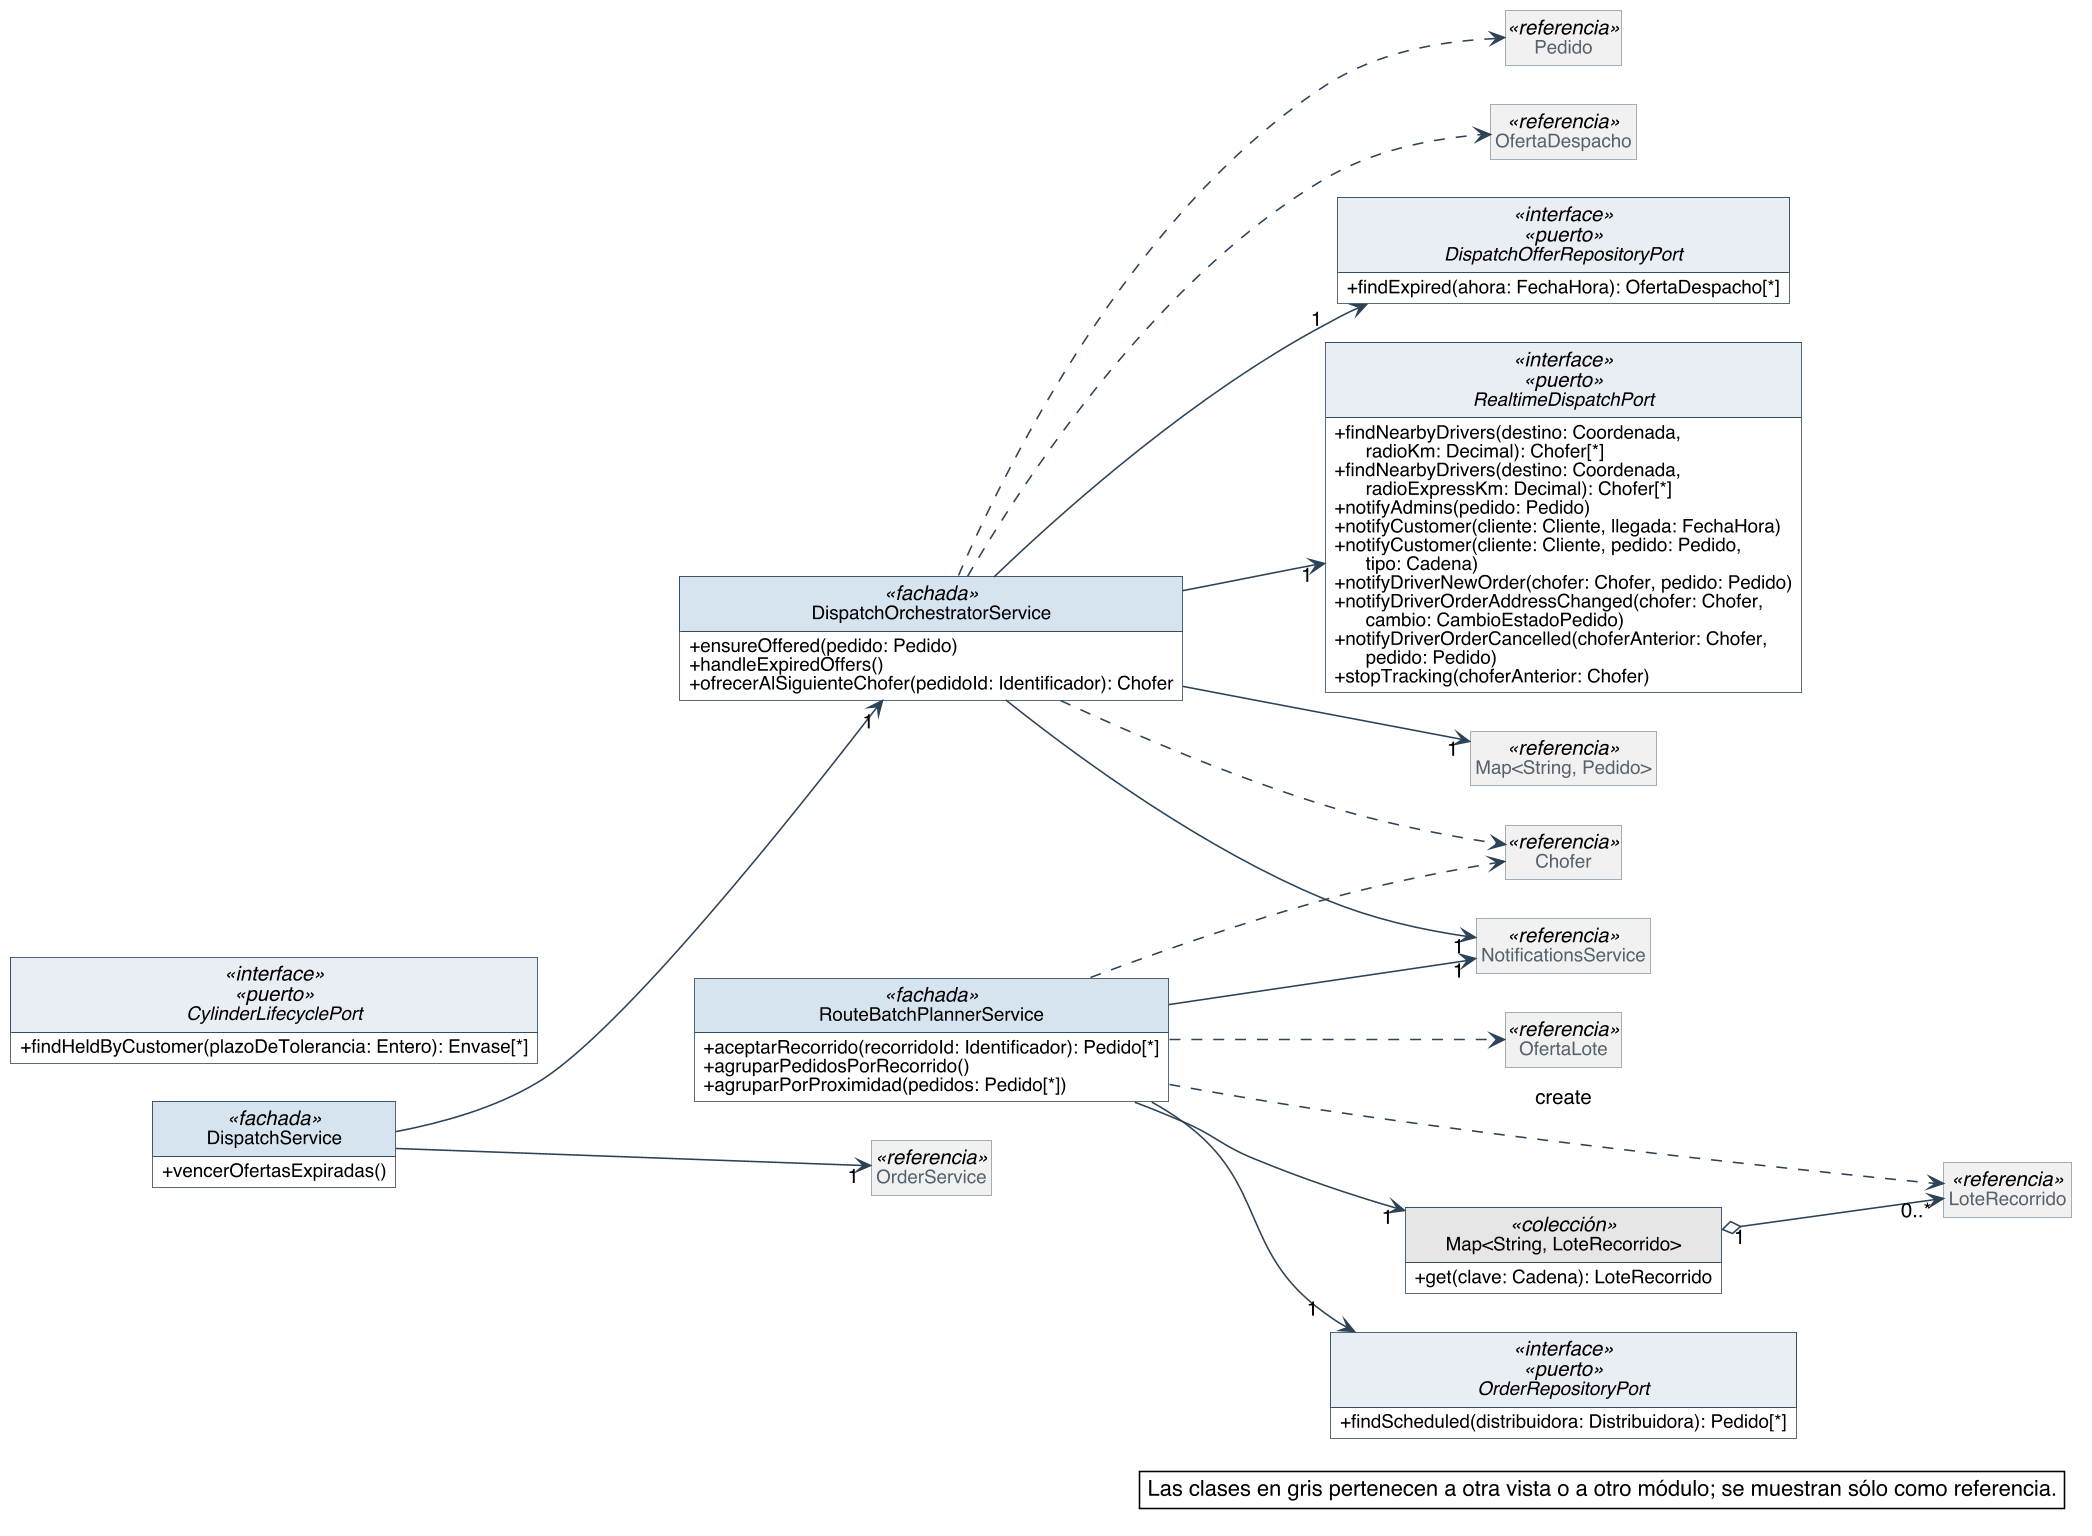 «referencia»
Pedido
«referencia»
OfertaDespacho
«interface»
«puerto»
DispatchOfferRepositoryPort
+findExpired(ahora: FechaHora): OfertaDespacho[*]
1
«interface»
«puerto»
RealtimeDispatchPort
+findNearbyDrivers(destino: Coordenada,
radioKm: Decimal): Chofer[*]
+findNearbyDrivers(destino: Coordenada,
radioExpressKm: Decimal): Chofer[*]
+notifyAdmins(pedido: Pedido)
+notifyCustomer(cliente: Cliente, llegada: FechaHora)
+notifyCustomer(cliente: Cliente, pedido: Pedido,
tipo: Cadena)
+notifyDriverNewOrder(chofer: Chofer, pedido: Pedido)
+notifyDriverOrderAddressChanged(chofer: Chofer,
cambio: CambioEstadoPedido)
+notifyDriverOrderCancelled(choferAnterior: Chofer,
pedido: Pedido)
+stopTracking(choferAnterior: Chofer)
1
«fachada»
DispatchOrchestratorService
+ensureOffered(pedido: Pedido)
+handleExpiredOffers()
+ofrecerAlSiguienteChofer(pedidoId: Identificador): Chofer
1
1
«referencia»
Map<String, Pedido>
«referencia»
Chofer
1
«referencia»
NotificationsService
1
«interface»
«puerto»
CylinderLifecyclePort
+findHeldByCustomer(plazoDeTolerancia: Entero): Envase[*]
«fachada»
RouteBatchPlannerService
+aceptarRecorrido(recorridoId: Identificador): Pedido[*]
+agruparPedidosPorRecorrido()
+agruparPorProximidad(pedidos: Pedido[*])
«referencia»
OfertaLote
create
«fachada»
DispatchService
+vencerOfertasExpiradas()
1
«referencia»
OrderService
«referencia»
LoteRecorrido
0..*
1
1
«colección»
Map<String, LoteRecorrido>
+get(clave: Cadena): LoteRecorrido
1
«interface»
«puerto»
OrderRepositoryPort
+findScheduled(distribuidora: Distribuidora): Pedido[*]
Las clases en gris pertenecen a otra vista o a otro módulo; se muestran sólo como referencia.